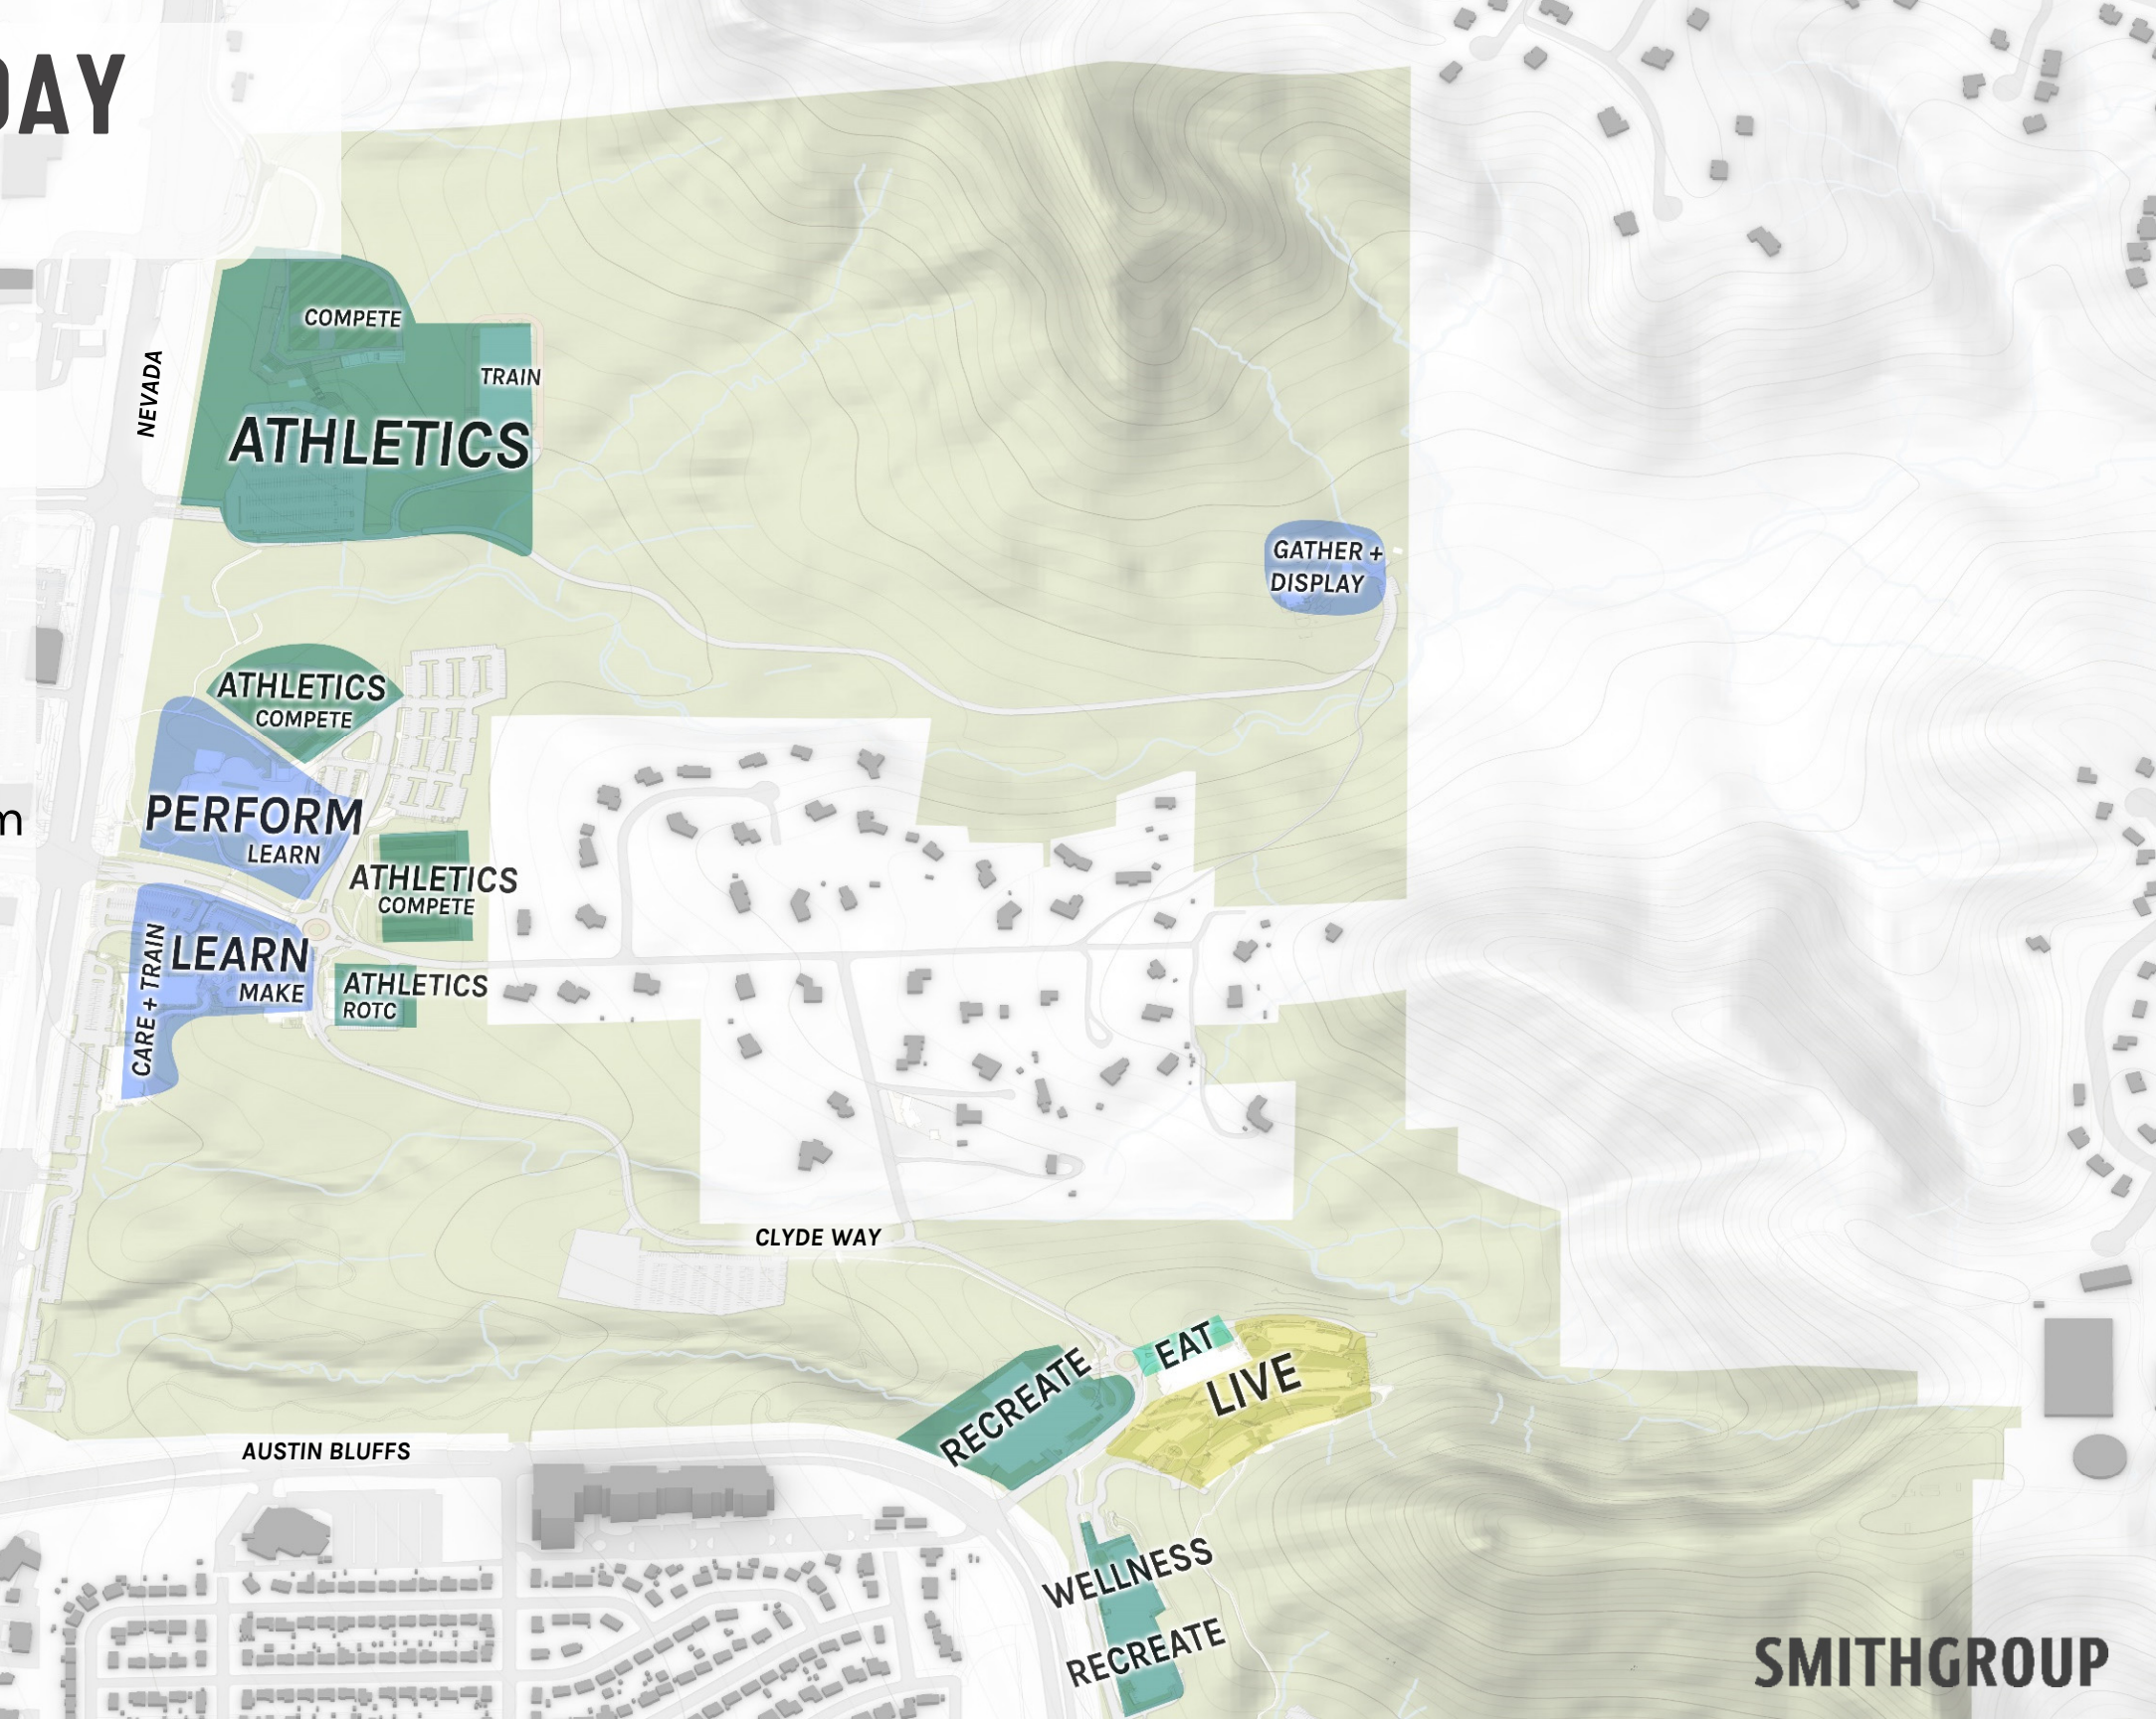 DAY
COMPETE
TRAIN
NEVADA
ATHLETICS
GATHER +
DISPLAY
ATHLETICS
COMPETE
PERFORM
LEARN
ATHLETICS
COMPETE
LEARN
MAKE
CARE + TRAIN
ATHLETICS
ROTC
CLYDE WAY
EAT
LIVE
RECREATE
AUSTIN BLUFFS
WELLNESS
RECREATE
SMITHGROUP